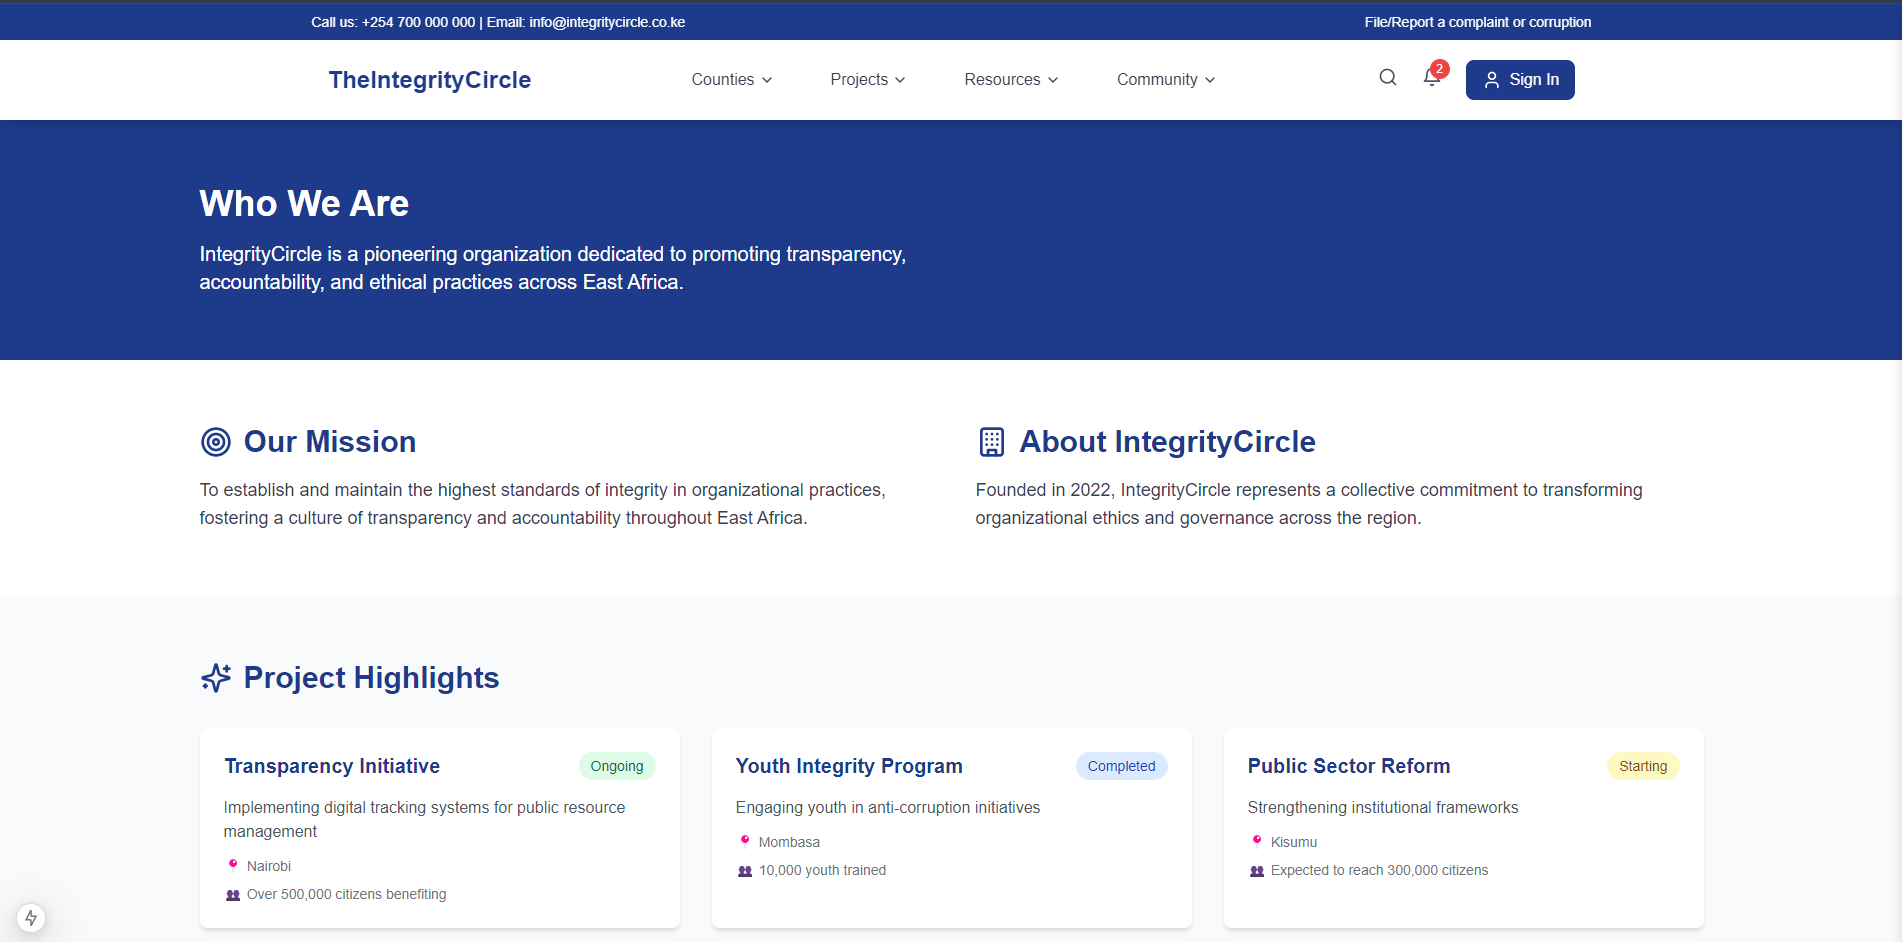 Call us: +254 700 000 000 | Email: info@integritycircle.co.ke
File/Report a complaint or corruption
TheIntegrityCircle
Counties
Projects
Resources
Community
2
Sign In
Who We Are
IntegrityCircle is a pioneering organization dedicated to promoting transparency,
accountability, and ethical practices across East Africa.
Our Mission
To establish and maintain the highest standards of integrity in organizational practices,
fostering a culture of transparency and accountability throughout East Africa.
About IntegrityCircle
Founded in 2022, IntegrityCircle represents a collective commitment to transforming
organizational ethics and governance across the region.
Project Highlights
Transparency Initiative
Ongoing
Implementing digital tracking systems for public resource
management
Nairobi
Over 500,000 citizens benefiting
Youth Integrity Program
Completed
Engaging youth in anti-corruption initiatives
Mombasa
10,000 youth trained
Public Sector Reform
Starting
Strengthening institutional frameworks
Kisumu
Expected to reach 300,000 citizens